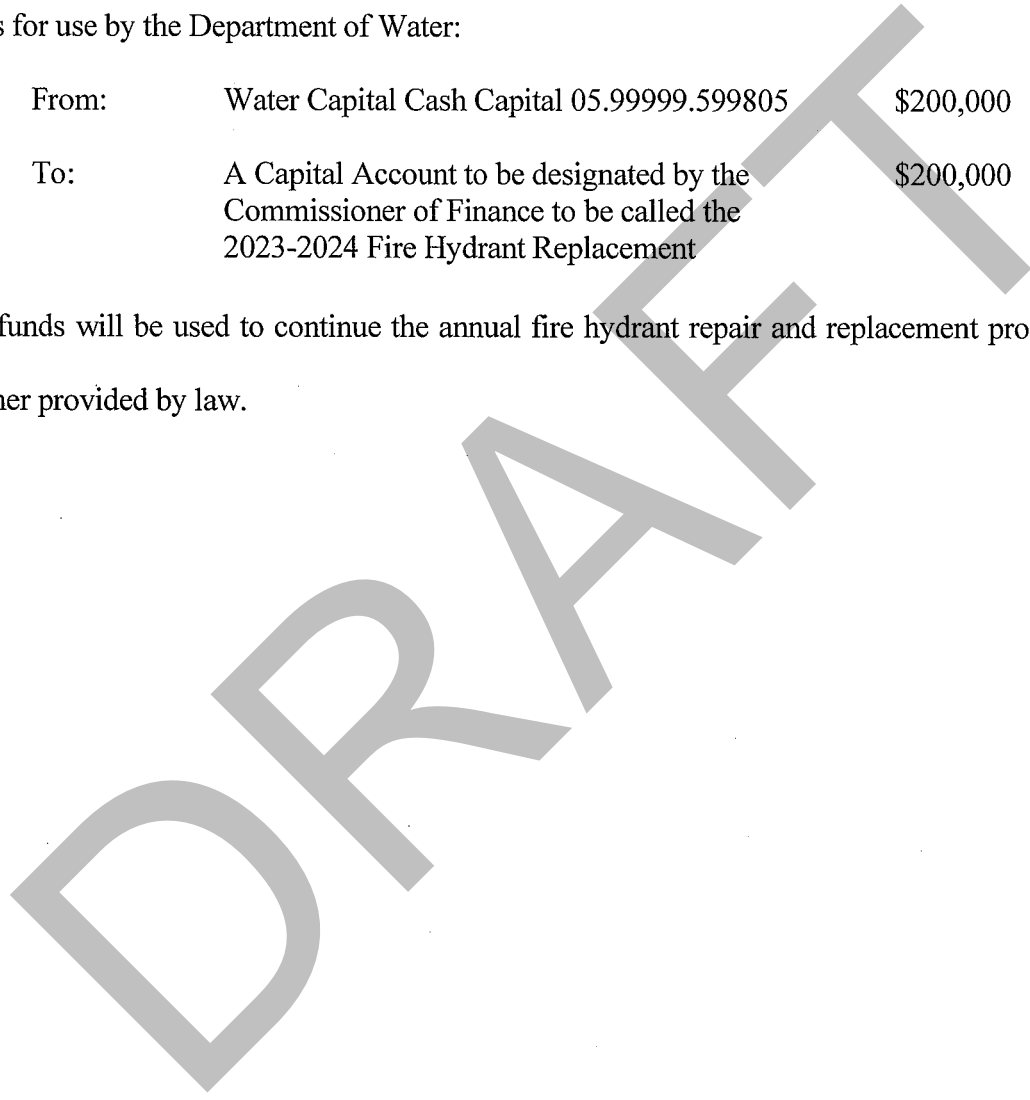 s for use by the Department of Water:
From: Water Capital Cash Capital 05.99999.599805 $200,000
To: A Capital Account to be designated by the $200,000
Commissioner of Finance to be called the
2023-2024 Fire Hydrant Replacement
funds will be used to continue the annual fire hydrant repair and replacement pro
ner provided by law.
DRAFT